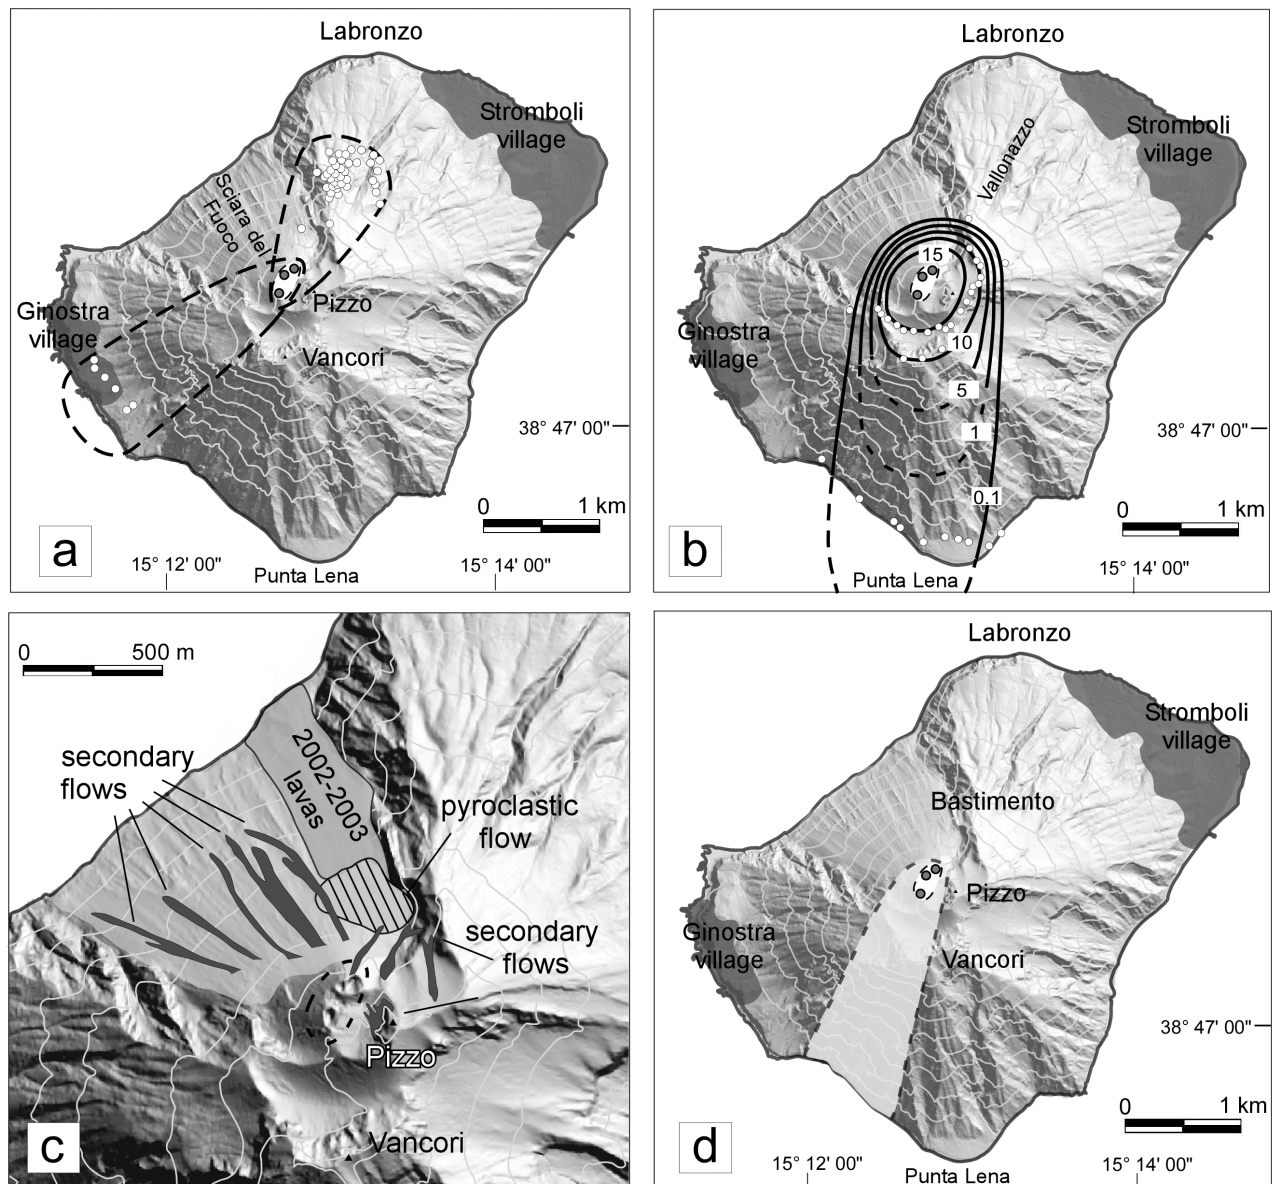 Labronzo
Stromboli
village
Sciara del
Fuoco
Pizzo
Ginostra
village
Vancori
38° 47' 00"
0 1 km
a
15° 12' 00"
15° 14' 00"
Punta Lena
Labronzo
Stromboli
village
Vallonazzo
15
Ginostra
village
10
5
38° 47' 00"
1
0.1
0 1 km
b
15° 14' 00"
Punta Lena
0 500 m
2002-2003
lavas
secondary
flows
pyroclastic
flow
secondary
flows
Pizzo
Vancori
c
Labronzo
Stromboli
village
Bastimento
Pizzo
Ginostra
village
Vancori
38° 47' 00"
0 1 km
d
15° 12' 00"
15° 14' 00"
Punta Lena